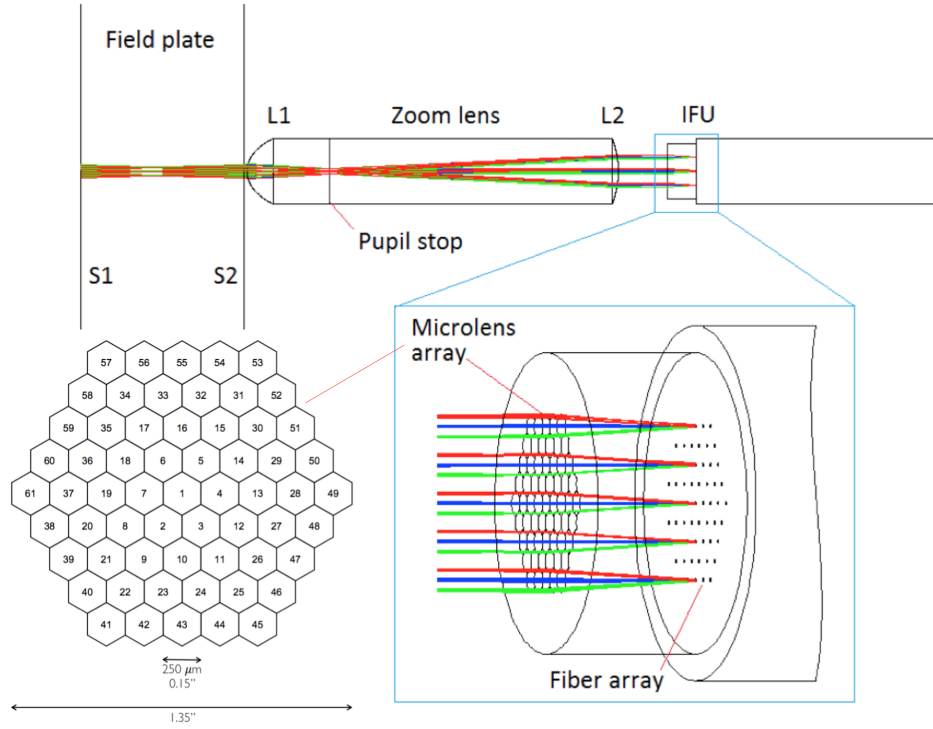 Field plate
L1
Zoom lens
L2
IFU
Pupil stop
S1
S2
Microlens
array
57 56 55 54 53
58 34 33 32 31 52
59 35 17 16 15 30 51
60 36 18 6 5 14 29 50
61 37 19 7 1 4 13 28 49
38 20 8 2 3 12 27 48
39 21 9 10 11 26 47
40 22 23 24 25 46
41 42 43 44 45
250 μm
0.15"
1.35"
Fiber array